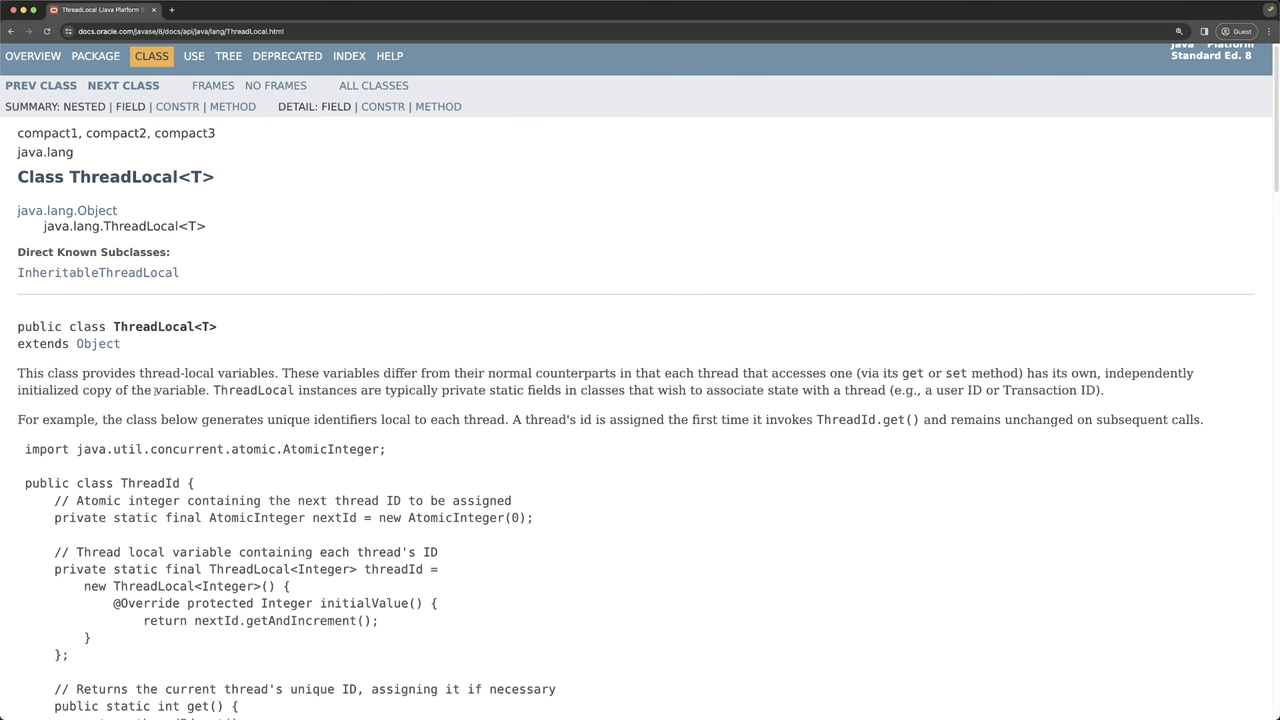 ThreadLocal (Java Platform S
docs.oracle.com/javase/8/docs/api/java/lang/ThreadLocal.html
Guest
OVERVIEW PACKAGE CLASS USE TREE DEPRECATED INDEX HELP
Java Platform
Standard Ed. 8
PREV CLASS NEXT CLASS FRAMES NO FRAMES ALL CLASSES
SUMMARY: NESTED | FIELD | CONSTR | METHOD DETAIL: FIELD | CONSTR | METHOD
compact1, compact2, compact3
java.lang
Class ThreadLocal<T>
java.lang.Object
java.lang.ThreadLocal<T>
Direct Known Subclasses:
InheritableThreadLocal
public class ThreadLocal<T>
extends Object
This class provides thread-local variables. These variables differ from their normal counterparts in that each thread that accesses one (via its get or set method) has its own, independently
initialized copy of the variable. ThreadLocal instances are typically private static fields in classes that wish to associate state with a thread (e.g., a user ID or Transaction ID).
For example, the class below generates unique identifiers local to each thread. A thread's id is assigned the first time it invokes ThreadId.get() and remains unchanged on subsequent calls.
import java.util.concurrent.atomic.AtomicInteger;
public class ThreadId {
// Atomic integer containing the next thread ID to be assigned
private static final AtomicInteger nextId = new AtomicInteger(0);
// Thread local variable containing each thread's ID
private static final ThreadLocal<Integer> threadId =
new ThreadLocal<Integer>() {
@Override protected Integer initialValue() {
return nextId.getAndIncrement();
}
};
// Returns the current thread's unique ID, assigning it if necessary
public static int get() {